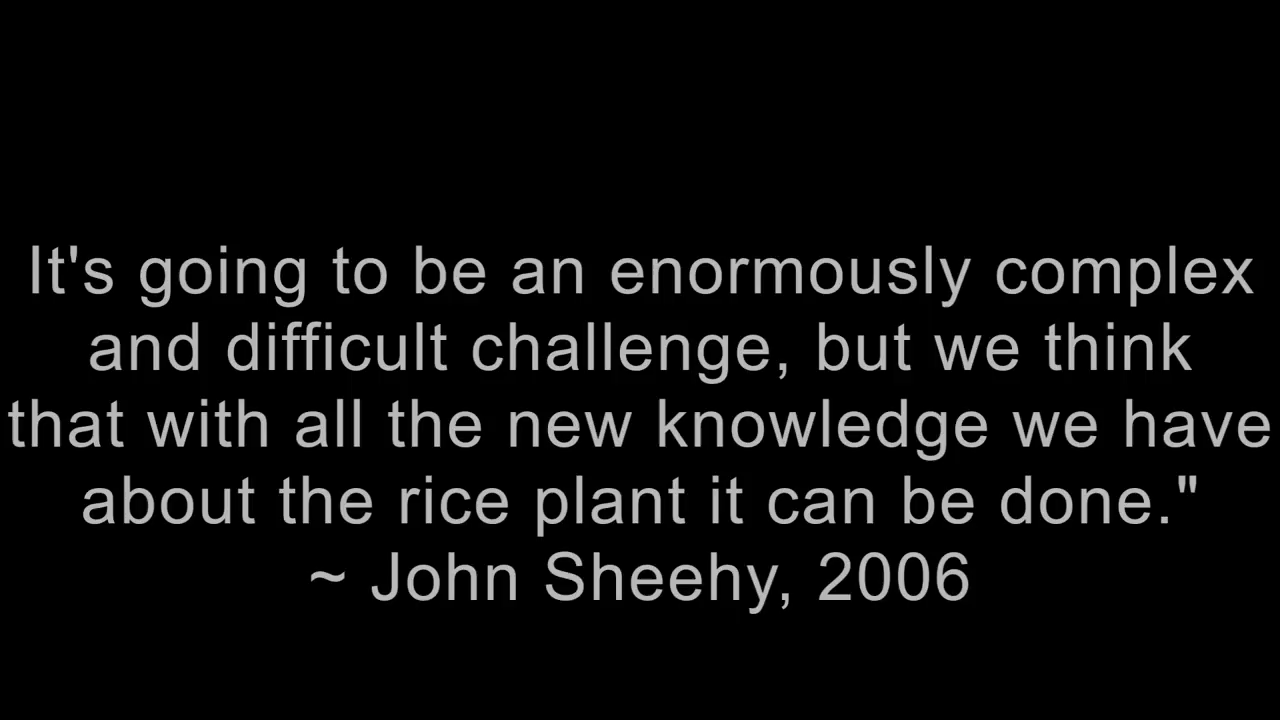 It's going to be an enormously complex
and difficult challenge, but we think
that with all the new knowledge we have
about the rice plant it can be done."
~ John Sheehy, 2006